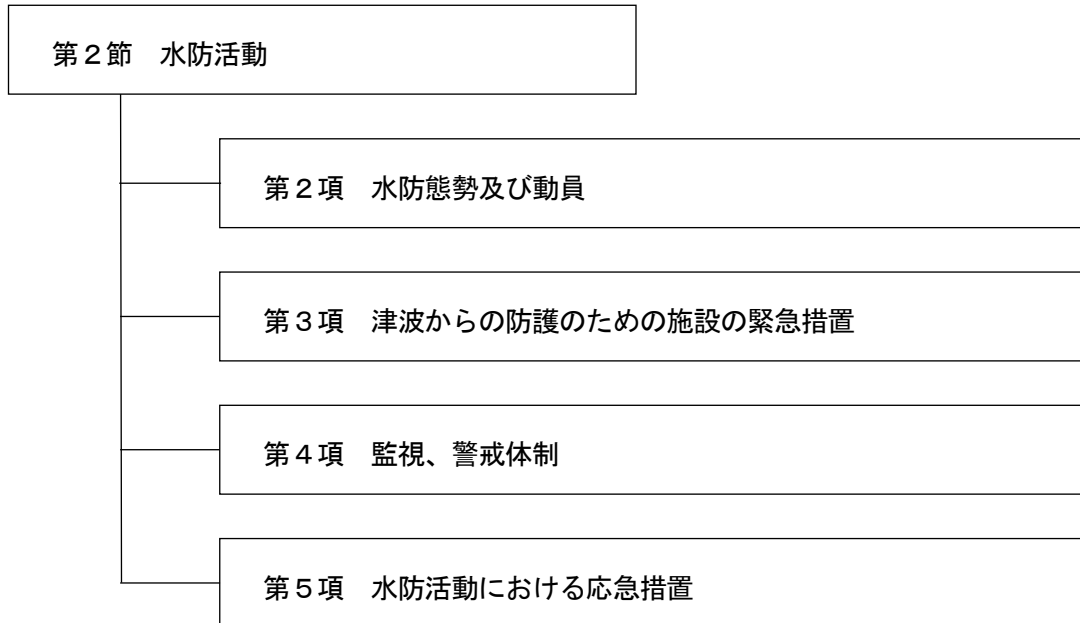 第２節　水防活動
第２項　水防態勢及び動員
第３項　津波からの防護のための施設の緊急措置
第４項　監視、警戒体制
第５項　水防活動における応急措置